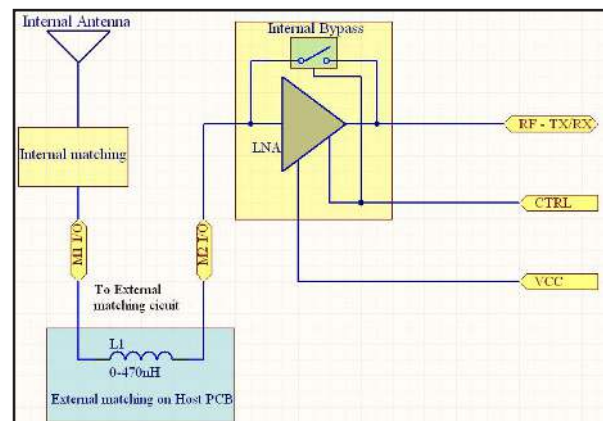 Internal Antenna
Internal Bypass
Internal matching
LNA
RF - TX/RX
CTRL
VCC
M1 I/O
M2 I/O
To External
matching cicuit
L1
0-470nH
External matching on Host PCB